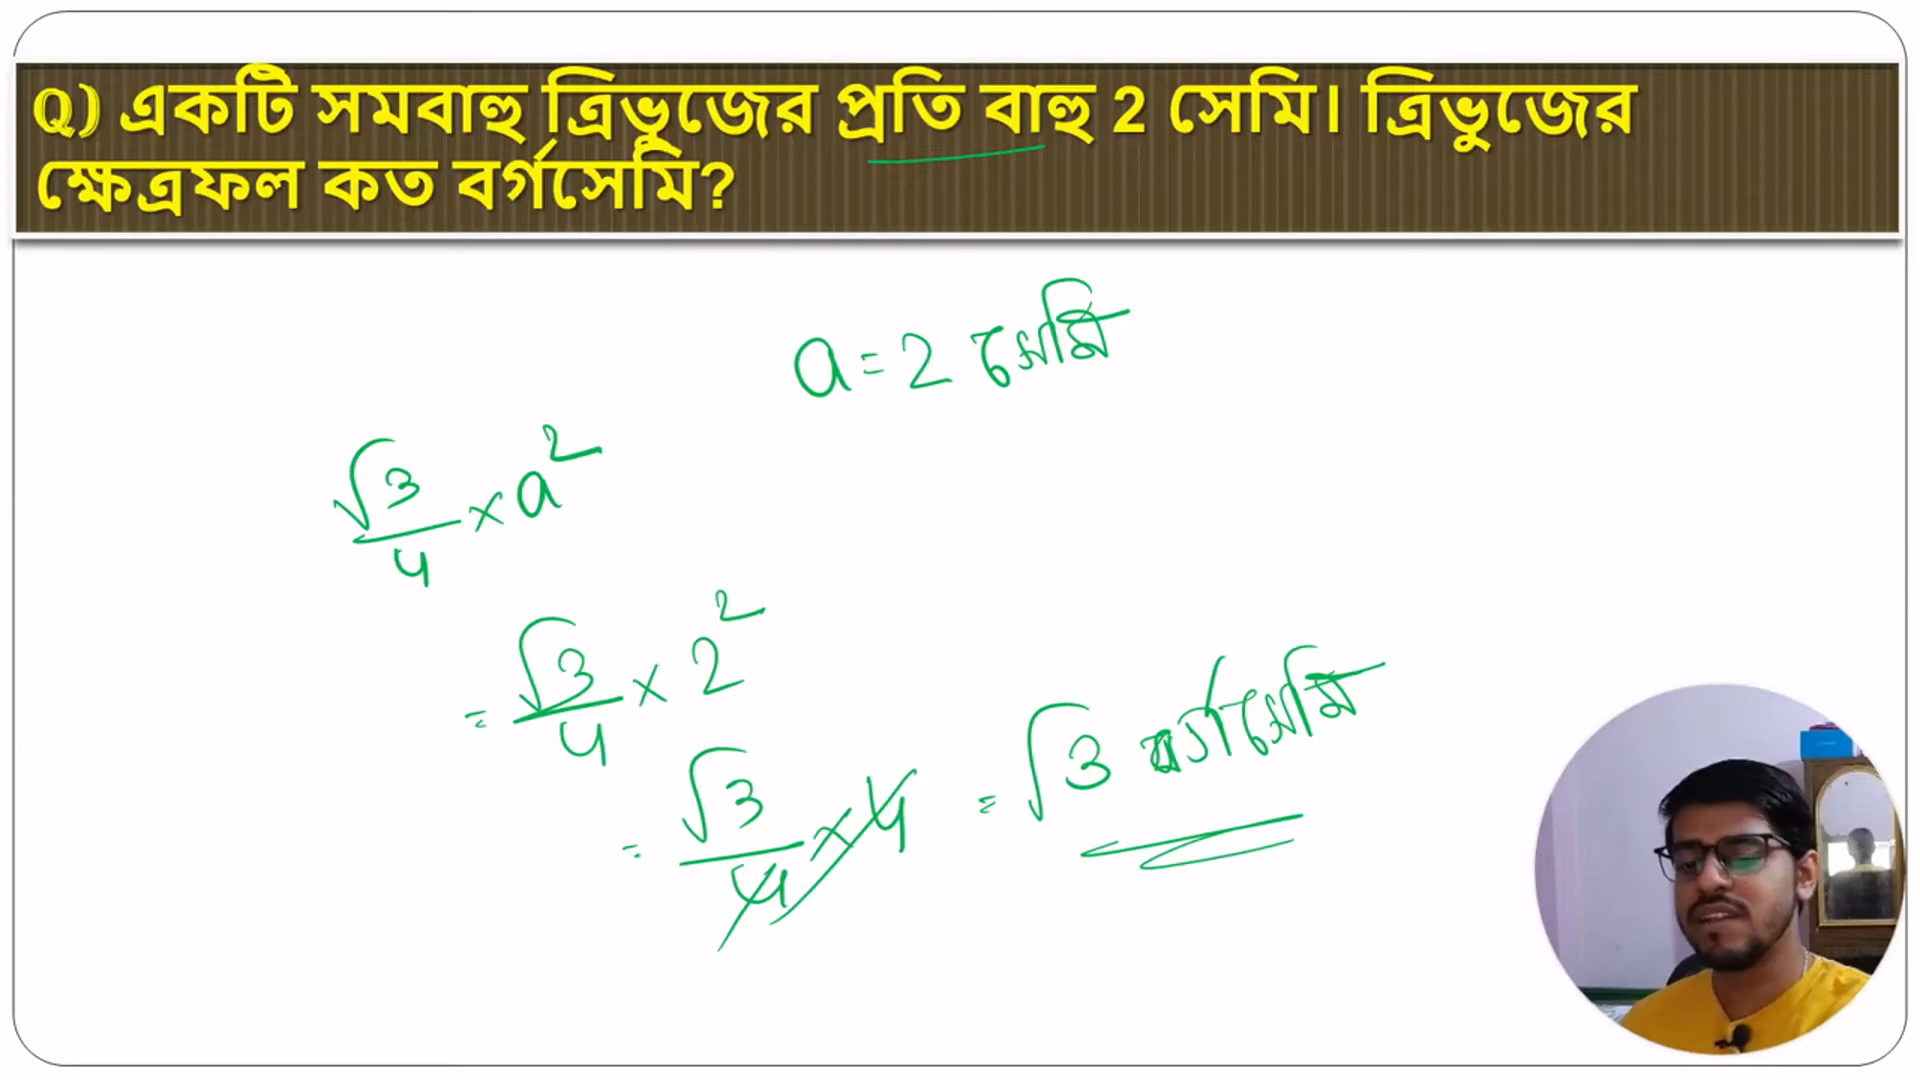 Q) একটি সমবাহু ত্রিভুজের প্রতি বাহু 2 সেমি। ত্রিভুজের
ক্ষেত্রফল কত বর্গসেমি?
a = 2 সেমি
√3/4 × a²
= √3/4 × 2²
= √3/4 × 4 = √3 বর্গসেমি